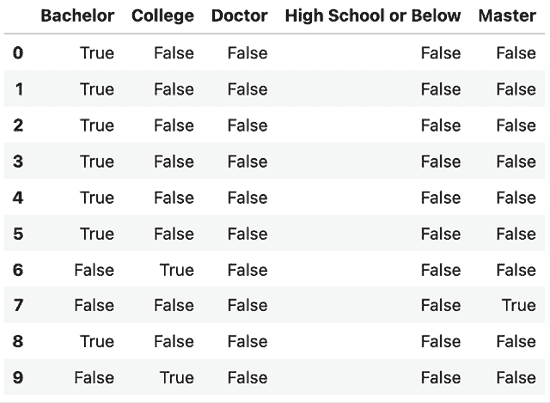 Bachelor College Doctor High School or Below Master
0 True False False False False
1 True False False False False
2 True False False False False
3 True False False False False
4 True False False False False
5 True False False False False
6 False True False False False
7 False False False False True
8 True False False False False
9 False True False False False